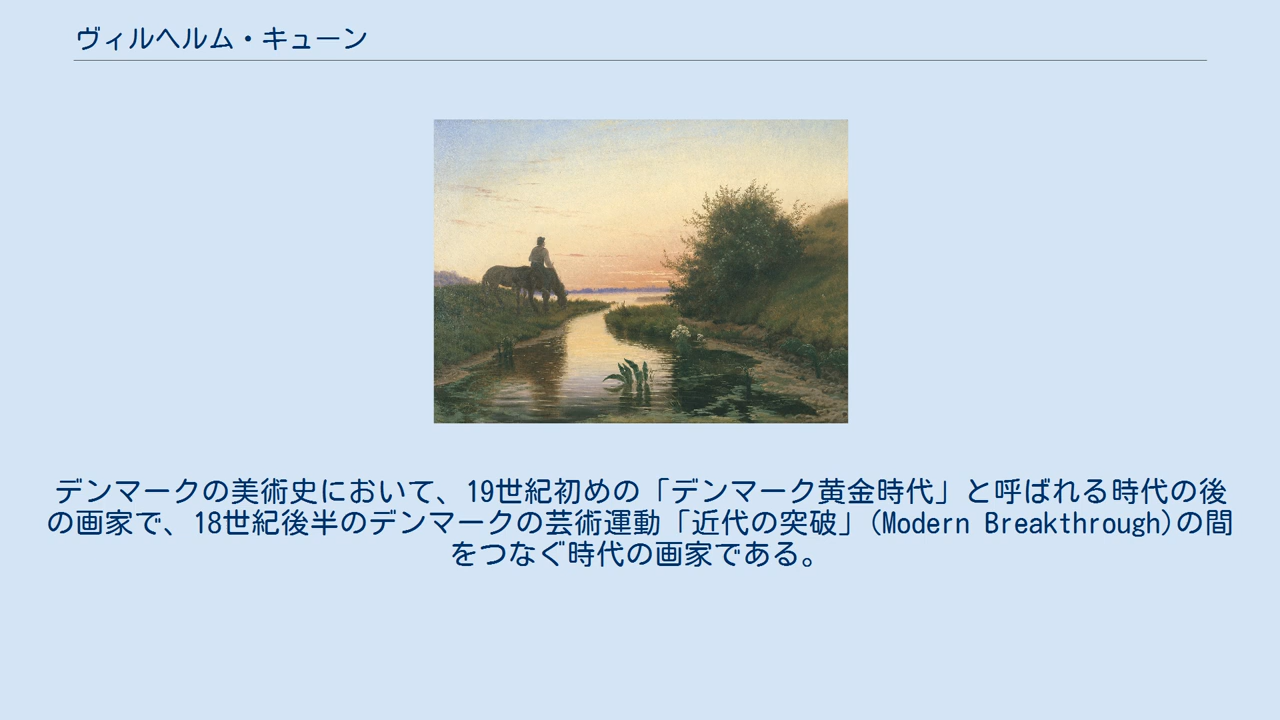 ヴィルヘルム・キューン
デンマークの美術史において、19世紀初めの「デンマーク黄金時代」と呼ばれる時代の後
の画家で、18世紀後半のデンマークの芸術運動「近代の突破」(Modern Breakthrough)の間
をつなぐ時代の画家である。